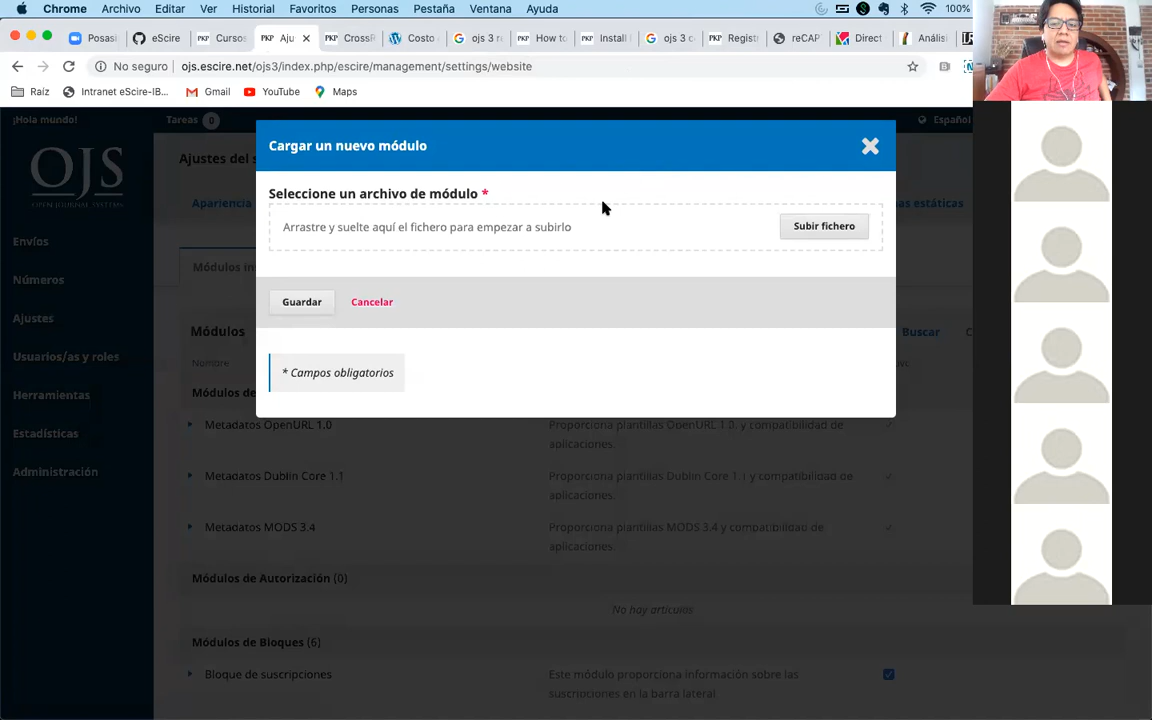 Chrome Archivo Editar Ver Historial Favoritos Personas Pestaña Ventana Ayuda 100%
Posasi eScire Cursos Aju CrossR Costo ojs 3 r How to Install ojs 3 c Registr reCAP Direct Análisi
No seguro ojs.escire.net/ojs3/index.php/escire/management/settings/website
Raíz Intranet eScire-IB... Gmail YouTube Maps
¡Hola mundo! Tareas 0 Español
OJS
OPEN JOURNAL SYSTEMS
Envíos
Números
Ajustes
Usuarios/as y roles
Herramientas
Estadísticas
Administración
Ajustes del s
Apariencia as estáticas
Módulos in
Cargar un nuevo módulo
Seleccione un archivo de módulo *
Arrastre y suelte aquí el fichero para empezar a subirlo
Subir fichero
Guardar Cancelar
* Campos obligatorios
Módulos Buscar
Nombre
Módulos de
Metadatos OpenURL 1.0 Proporciona plantillas OpenURL 1.0. y compatibilidad de
aplicaciones.
Metadatos Dublin Core 1.1 Proporciona plantillas Dublin Core 1.1 y compatibilidad de
aplicaciones.
Metadatos MODS 3.4 Proporciona plantillas MODS 3.4 y compatibilidad de
aplicaciones.
Módulos de Autorización (0)
No hay artículos
Módulos de Bloques (6)
Bloque de suscripciones Este módulo proporciona información sobre las
suscripciones en la barra lateral